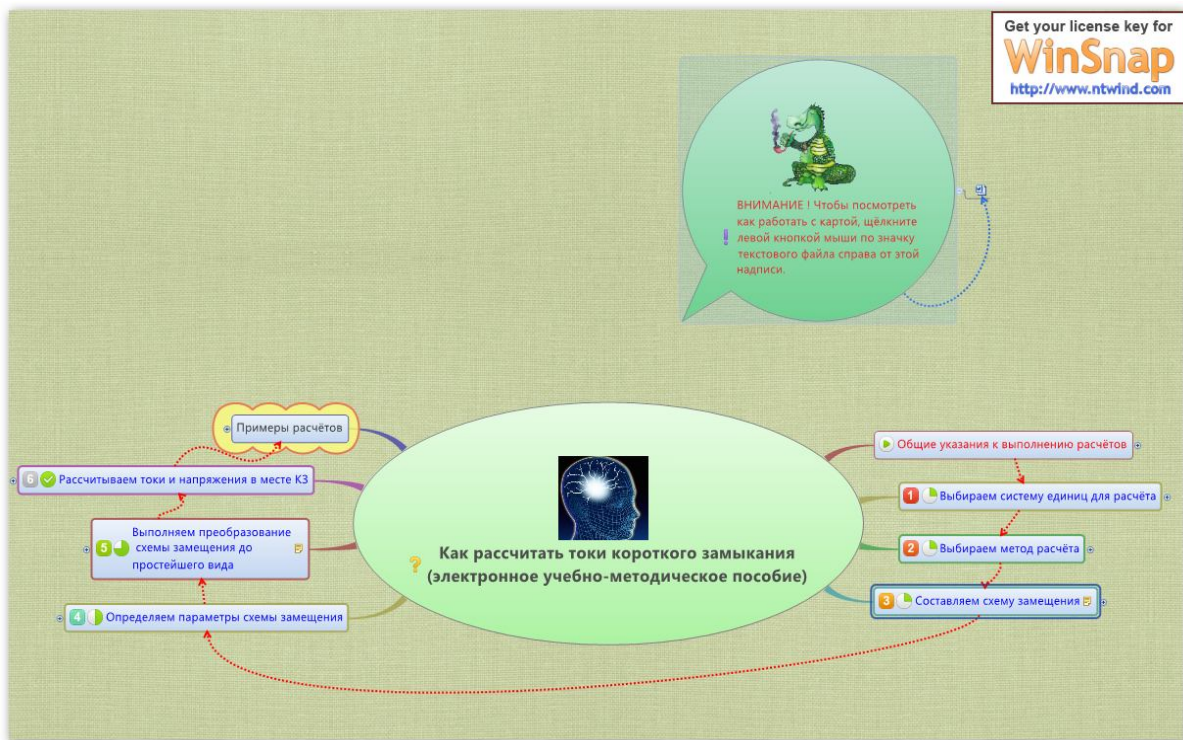 Get your license key for
WinSnap
http://www.ntwind.com
ВНИМАНИЕ ! Чтобы посмотреть
как работать с картой, щёлкните
левой кнопкой мыши по значку
текстового файла справа от этой
надписи.
Примеры расчётов
6 Рассчитываем токи и напряжения в месте КЗ
5 Выполняем преобразование
схемы замещения до
простейшего вида
4 Определяем параметры схемы замещения
Как рассчитать токи короткого замыкания
(электронное учебно-методическое пособие)
Общие указания к выполнению расчётов
1 Выбираем систему единиц для расчёта
2 Выбираем метод расчёта
3 Составляем схему замещения